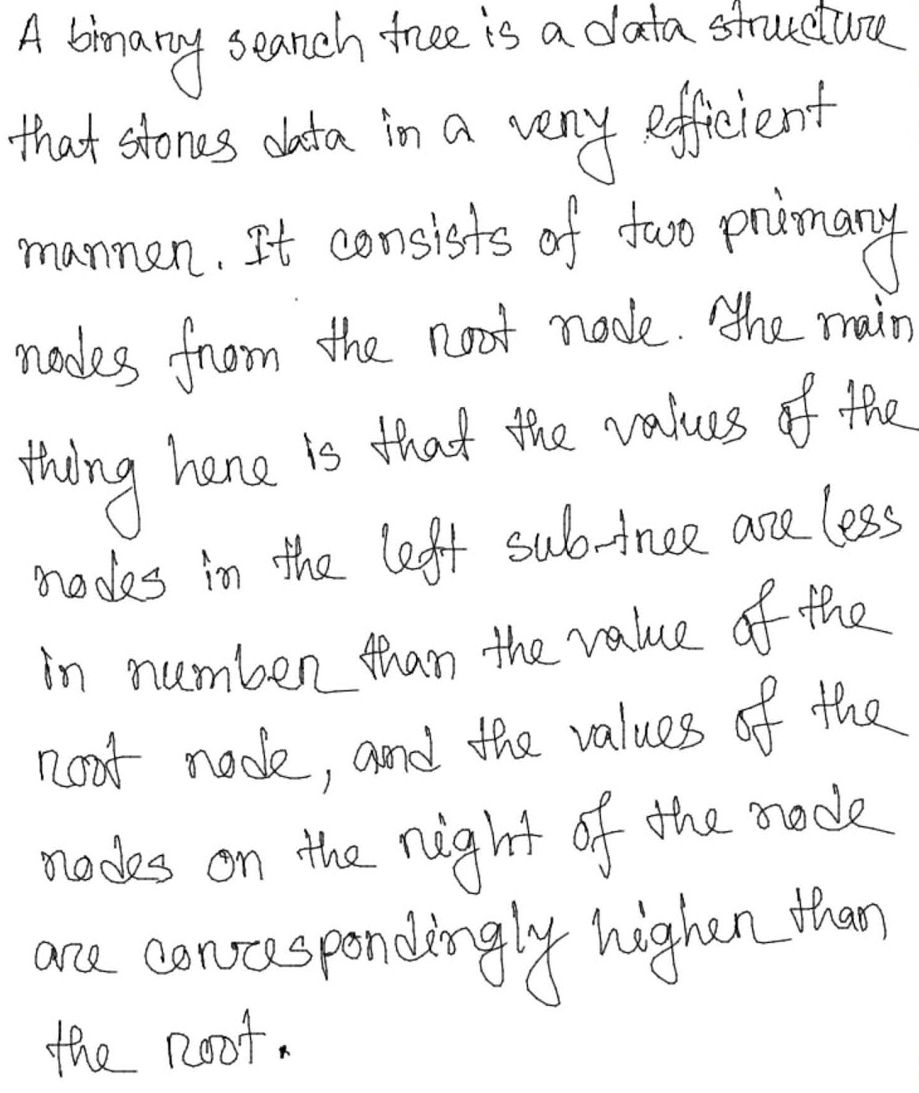 A binary search tree is a data structure
that stores data in a very efficient
manner. It consists of two primary
nodes from the root node. The main
thing here is that the values of the
nodes in the left sub-tree are less
in number than the value of the
root node, and the values of the
nodes on the right of the node
are correspondingly higher than
the root.